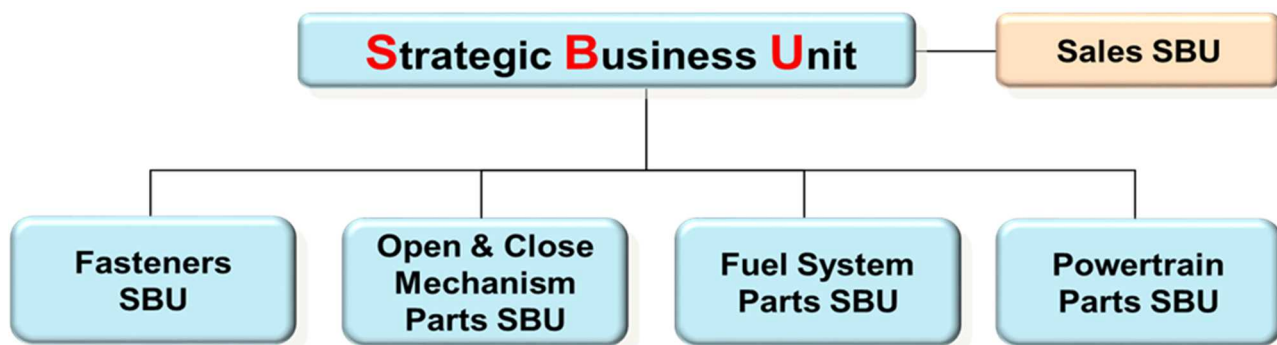 Strategic Business Unit
Sales SBU
Fasteners
SBU
Open & Close
Mechanism
Parts SBU
Fuel System
Parts SBU
Powertrain
Parts SBU